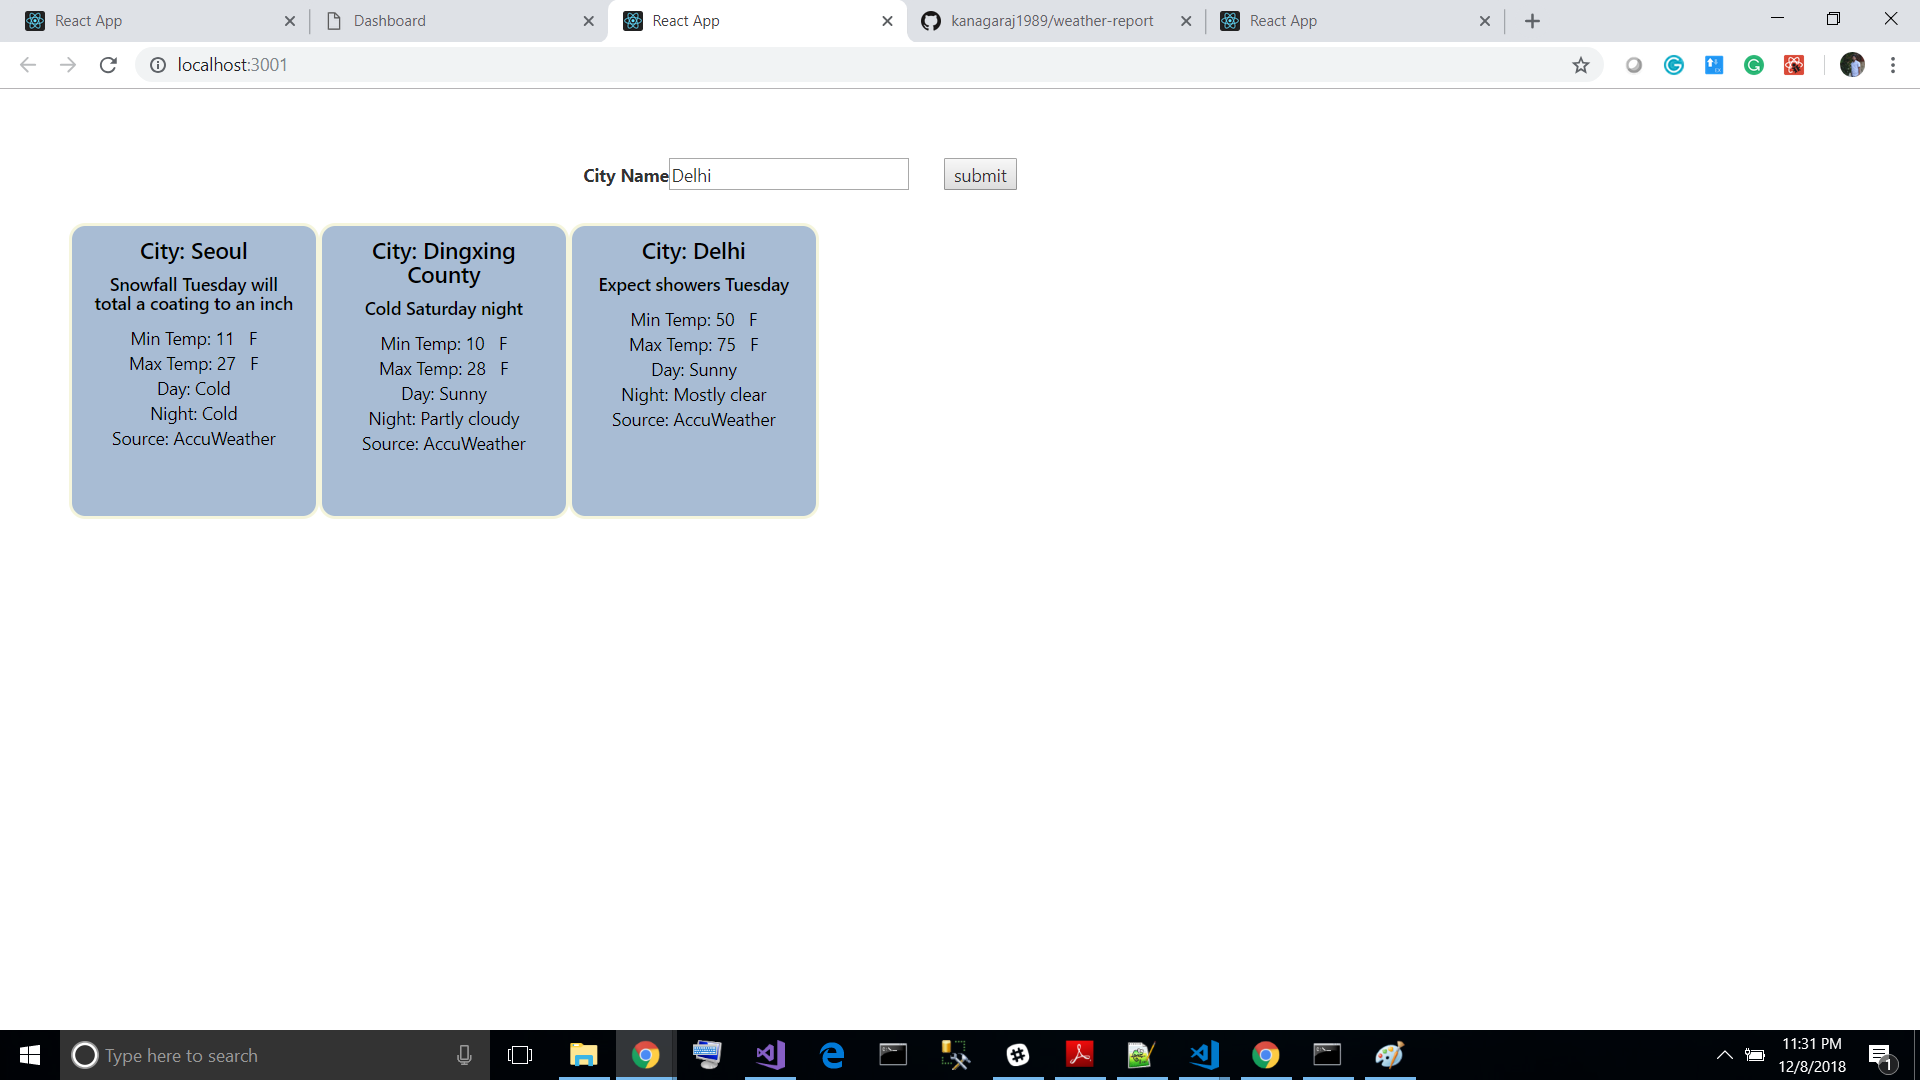 React App
Dashboard
React App
kanagaraj1989/weather-report
React App
localhost:3001
City Name
Delhi
submit
City: Seoul
Snowfall Tuesday will
total a coating to an inch
Min Temp: 11 F
Max Temp: 27 F
Day: Cold
Night: Cold
Source: AccuWeather
City: Dingxing
County
Cold Saturday night
Min Temp: 10 F
Max Temp: 28 F
Day: Sunny
Night: Partly cloudy
Source: AccuWeather
City: Delhi
Expect showers Tuesday
Min Temp: 50 F
Max Temp: 75 F
Day: Sunny
Night: Mostly clear
Source: AccuWeather
Type here to search
11:31 PM
12/8/2018
1